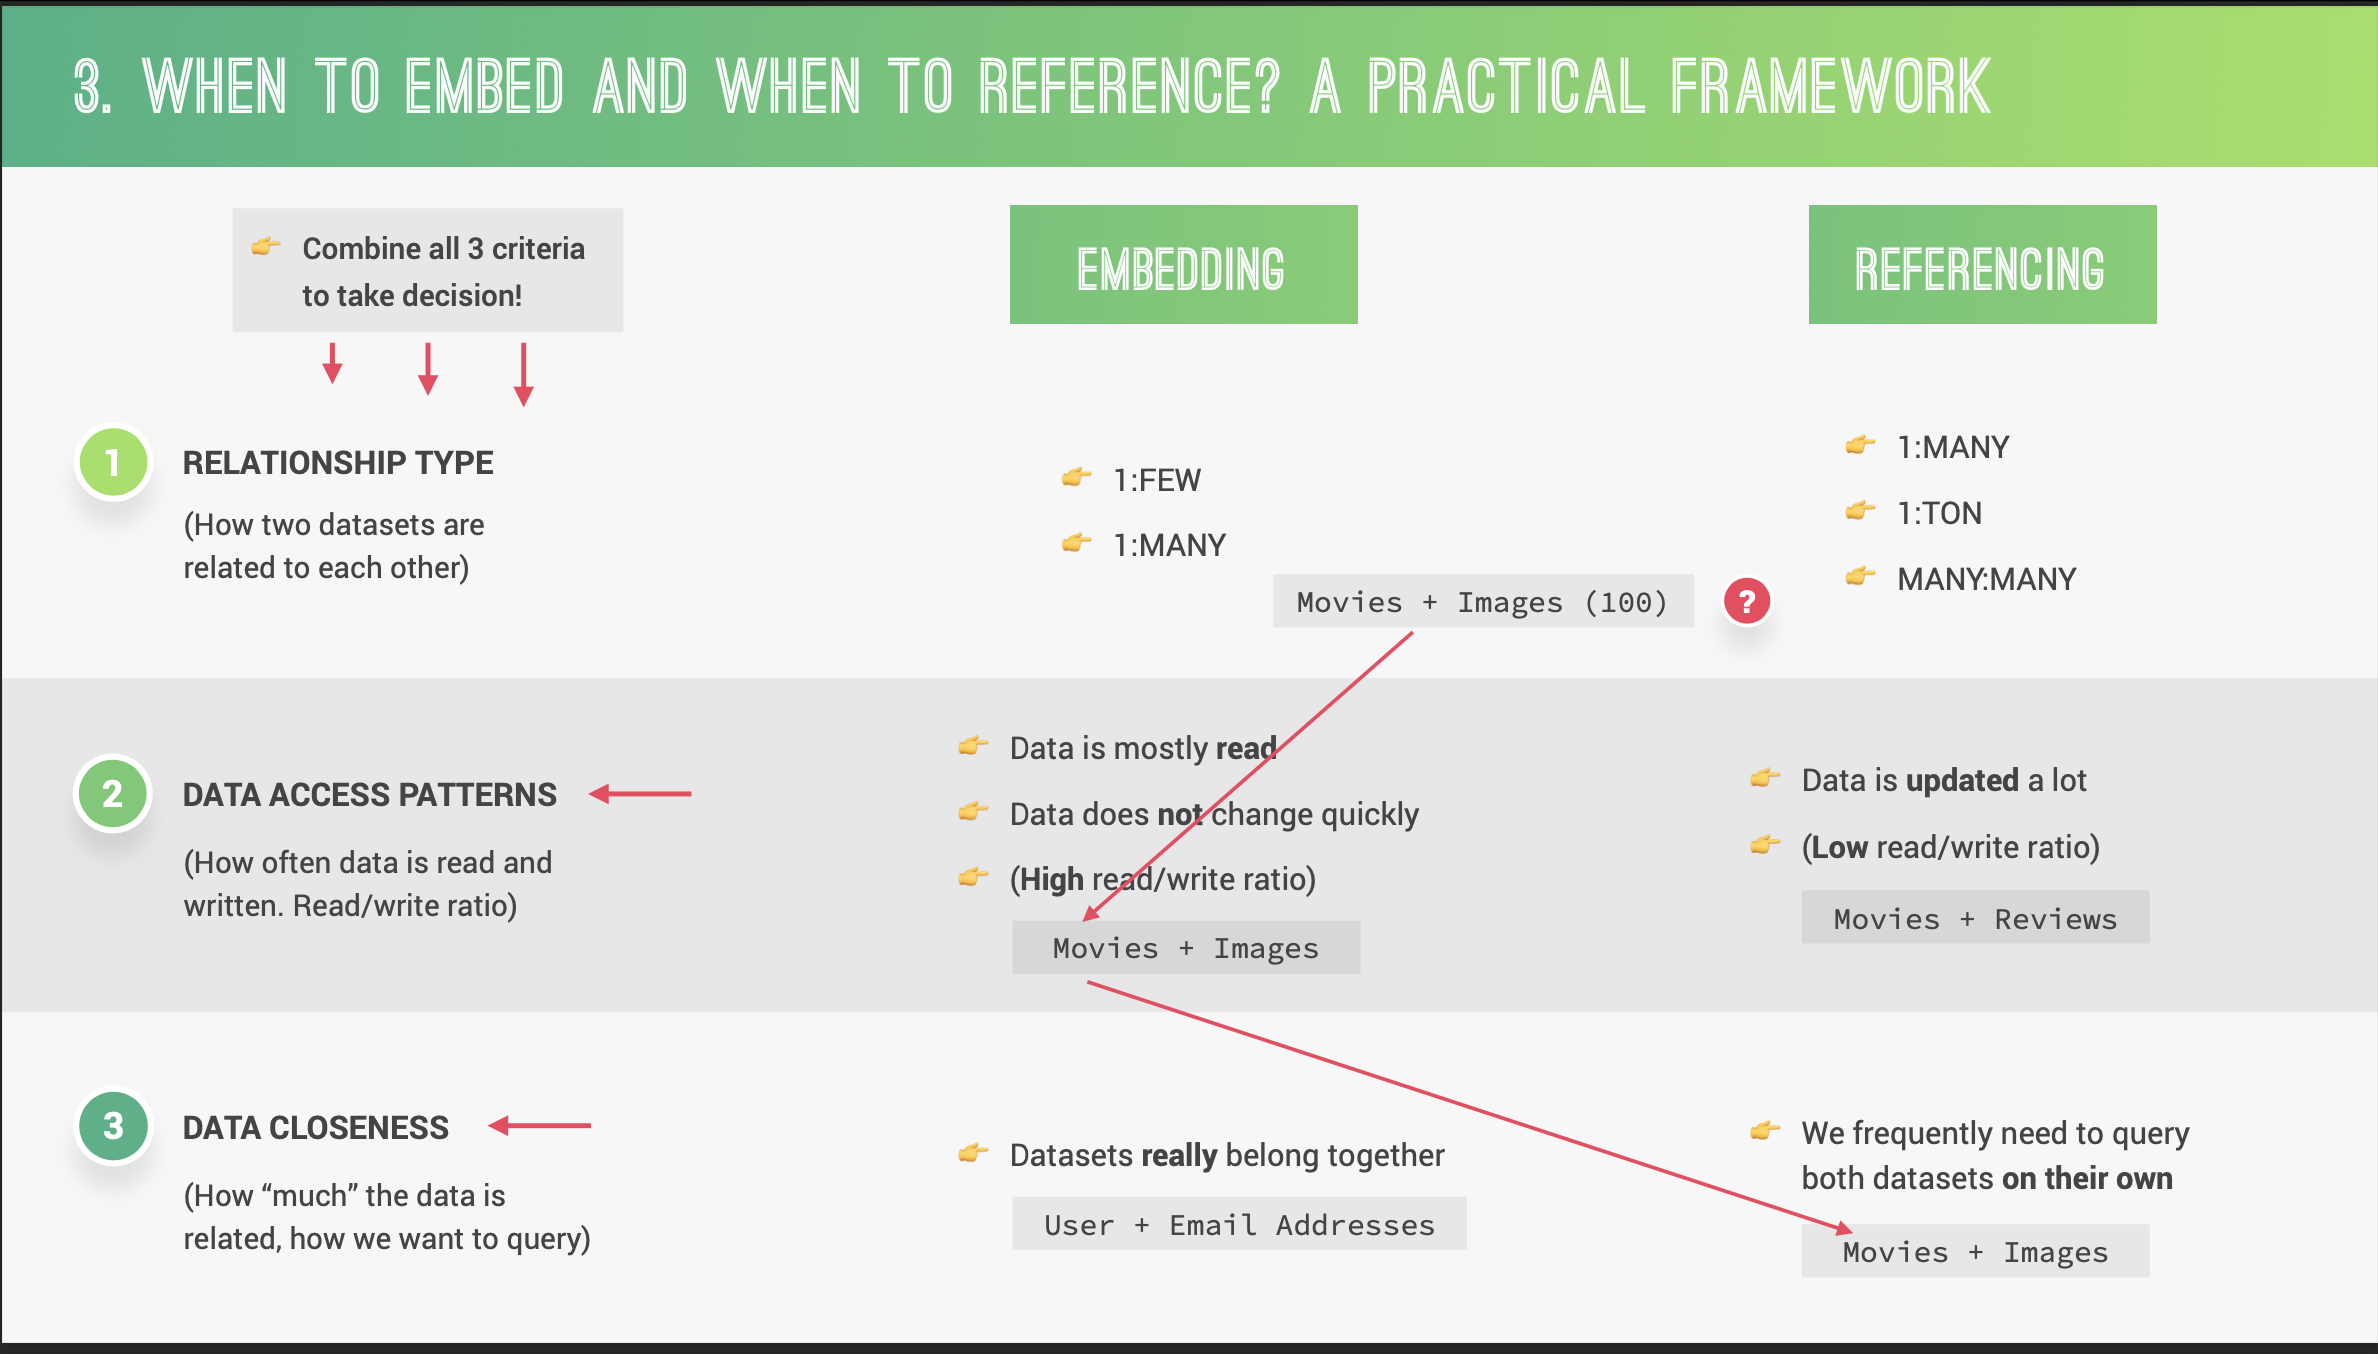 3. WHEN TO EMBED AND WHEN TO REFERENCE? A PRACTICAL FRAMEWORK
👉 Combine all 3 criteria
to take decision!
EMBEDDING
REFERENCING
1
RELATIONSHIP TYPE
(How two datasets are
related to each other)
👉 1:FEW
👉 1:MANY
Movies + Images (100)
?
👉 1:MANY
👉 1:TON
👉 MANY:MANY
2
DATA ACCESS PATTERNS
(How often data is read and
written. Read/write ratio)
👉 Data is mostly read
👉 Data does not change quickly
👉 (High read/write ratio)
Movies + Images
👉 Data is updated a lot
👉 (Low read/write ratio)
Movies + Reviews
3
DATA CLOSENESS
(How “much” the data is
related, how we want to query)
👉 Datasets really belong together
User + Email Addresses
👉 We frequently need to query
both datasets on their own
Movies + Images